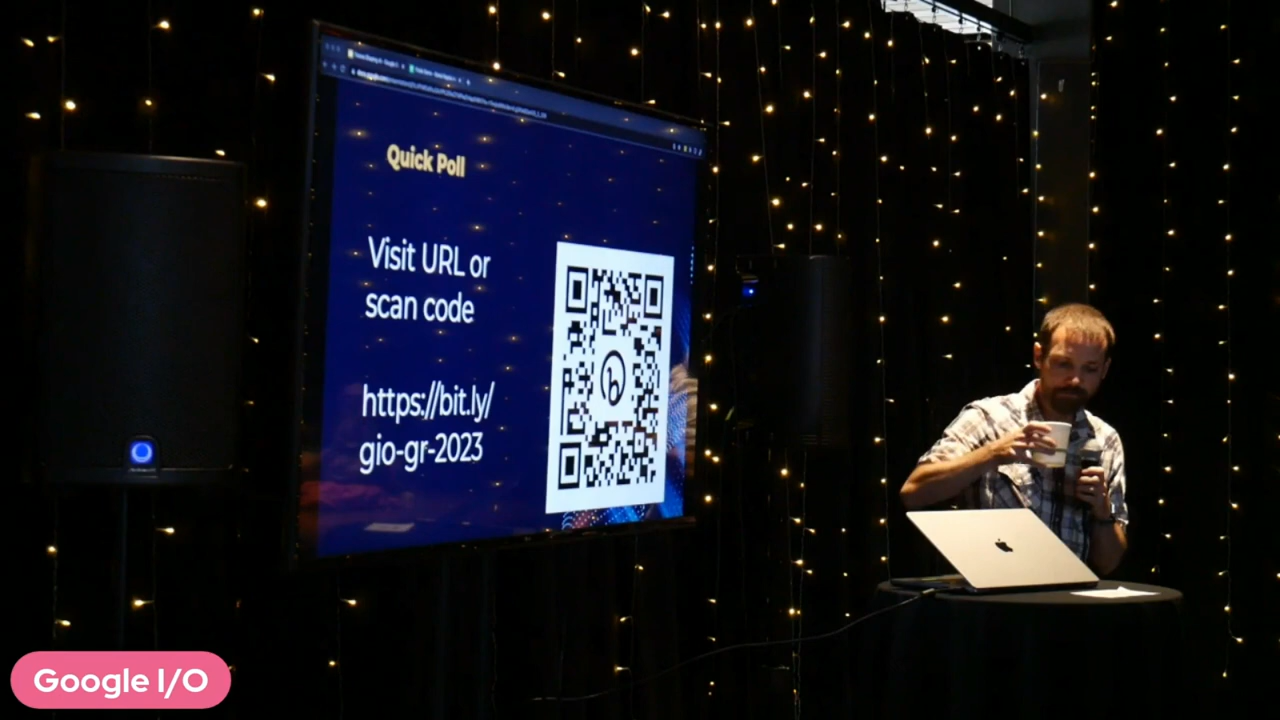 Quick Poll
Visit URL or
scan code
https://bit.ly/
gio-gr-2023
Google I/O